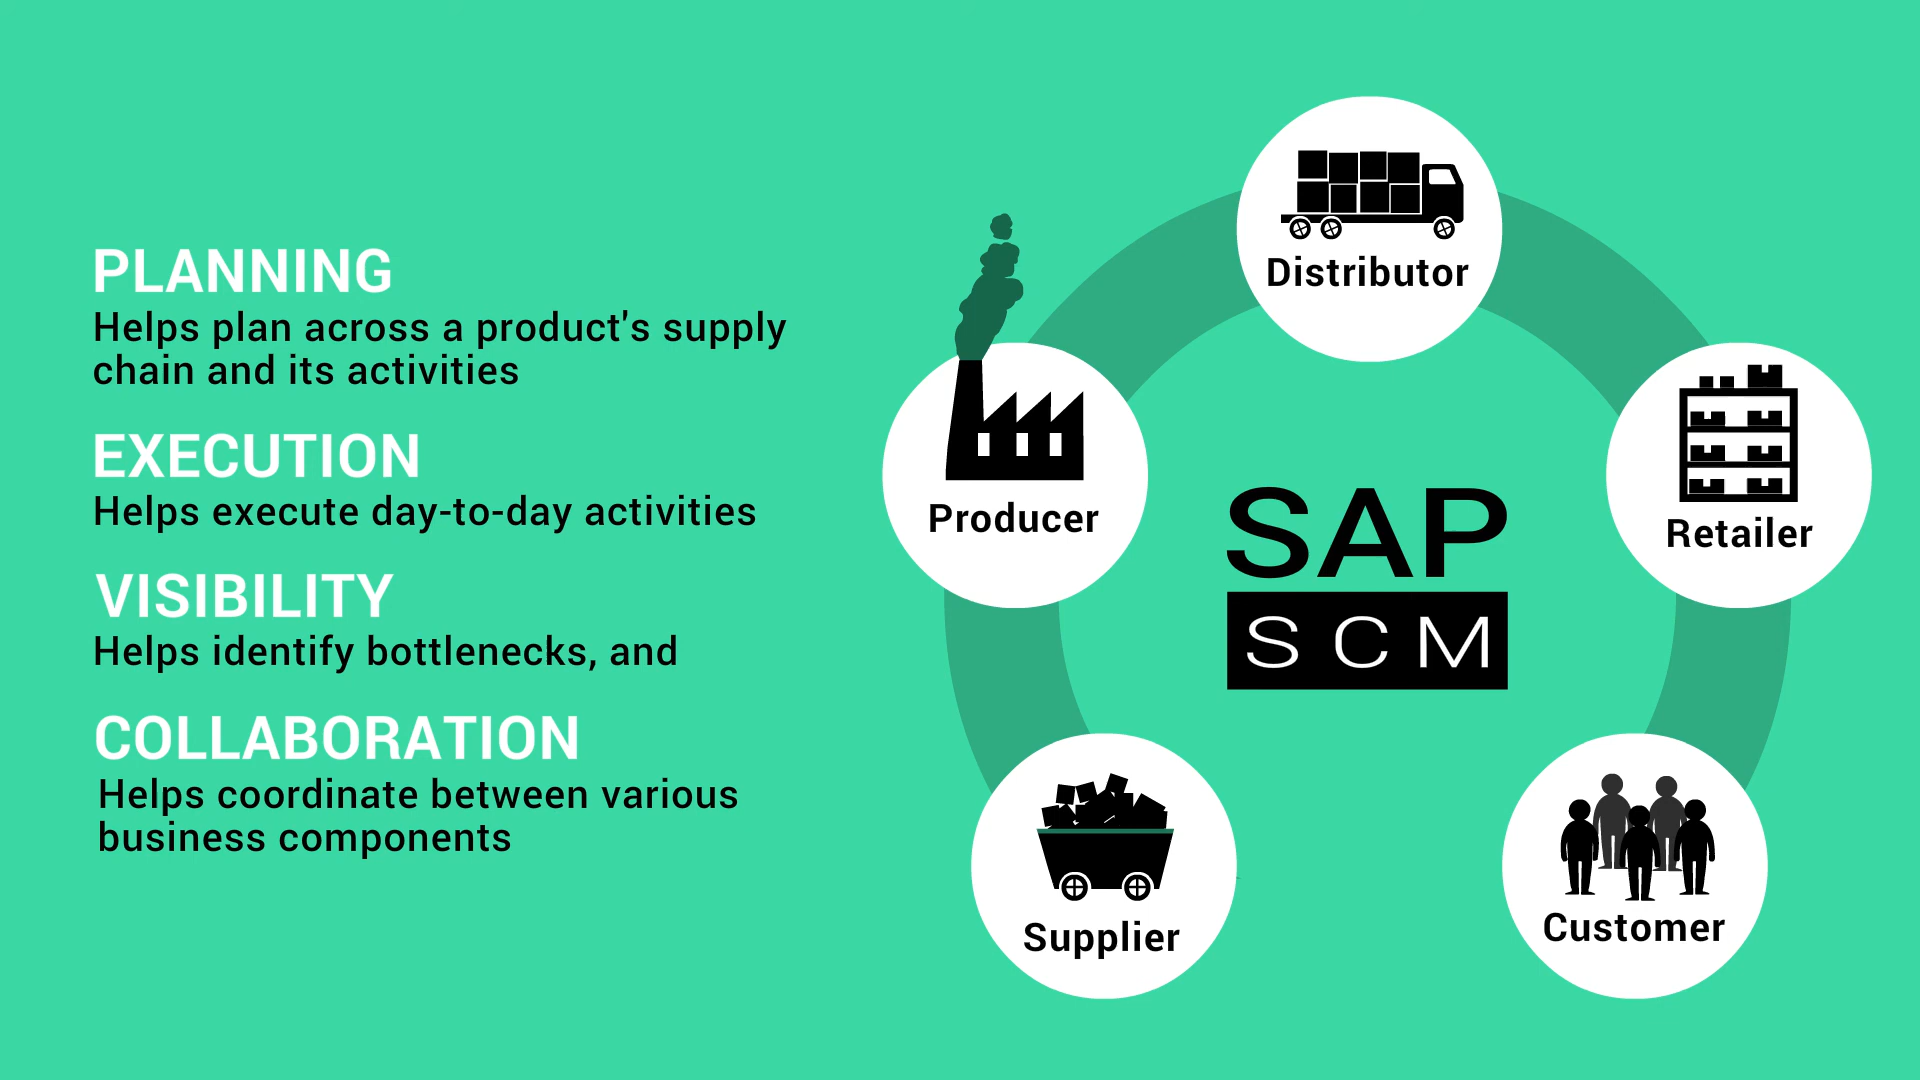 PLANNING
Helps plan across a product's supply
chain and its activities
EXECUTION
Helps execute day-to-day activities
VISIBILITY
Helps identify bottlenecks, and
COLLABORATION
Helps coordinate between various
business components
Distributor
Producer
Retailer
SAP
SCM
Supplier
Customer